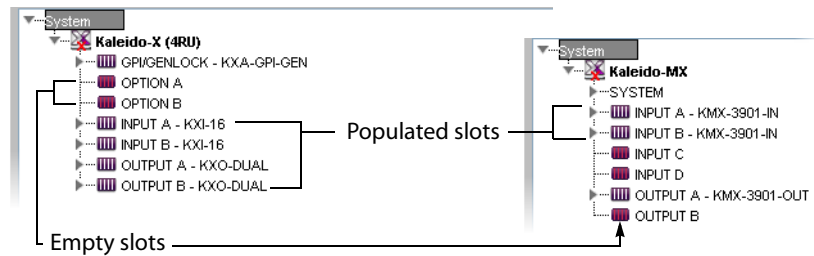 System
Kaleido-X (4RU)
GPI/GENLOCK - KXA-GPI-GEN
OPTION A
OPTION B
INPUT A - KXI-16
INPUT B - KXI-16
OUTPUT A - KXO-DUAL
OUTPUT B - KXO-DUAL
Populated slots
Empty slots
System
Kaleido-MX
SYSTEM
INPUT A - KMX-3901-IN
INPUT B - KMX-3901-IN
INPUT C
INPUT D
OUTPUT A - KMX-3901-OUT
OUTPUT B